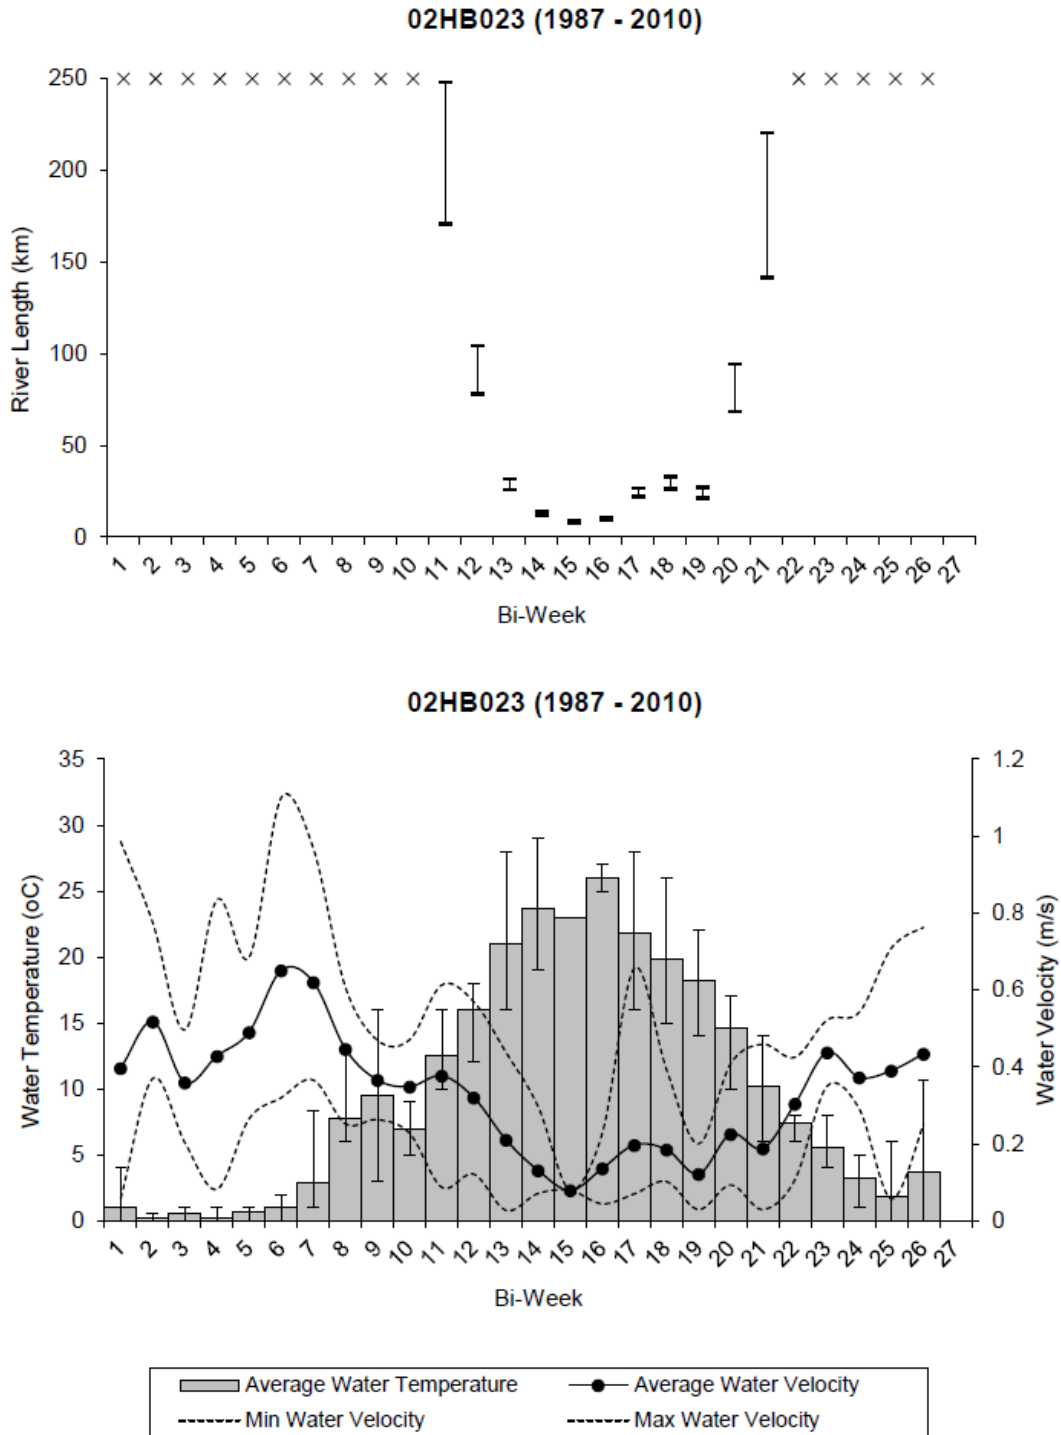 02HB023 (1987 - 2010)
250
200
150
100
50
0
River Length (km)
1 2 3 4 5 6 7 8 9 10 11 12 13 14 15 16 17 18 19 20 21 22 23 24 25 26 27
Bi-Week
02HB023 (1987 - 2010)
35
30
25
20
15
10
5
0
Water Temperature (oC)
1.2
1
0.8
0.6
0.4
0.2
0
Water Velocity (m/s)
1 2 3 4 5 6 7 8 9 10 11 12 13 14 15 16 17 18 19 20 21 22 23 24 25 26 27
Bi-Week
Average Water Temperature Average Water Velocity
Min Water Velocity Max Water Velocity